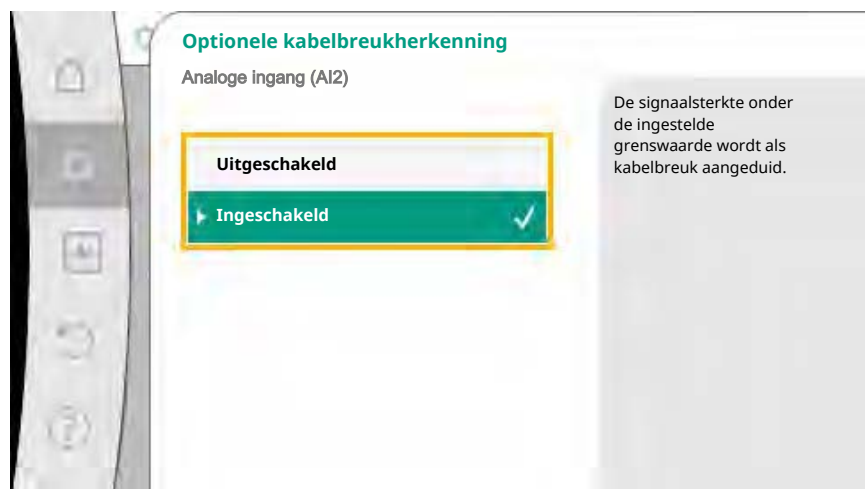 Optionele kabelbreukherkenning
Analoge ingang (AI2)
Uitgeschakeld
Ingeschakeld
De signaalsterkte onder
de ingestelde
grenswaarde wordt als
kabelbreuk aangeduid.